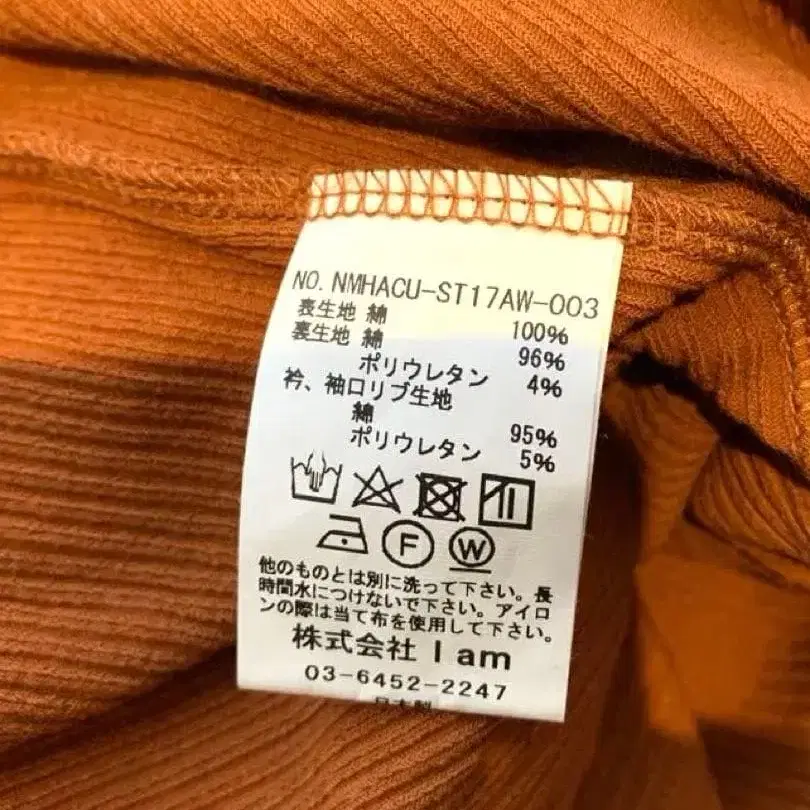 NO. NMHACU-ST17AW-003
表生地 綿 100%
裏生地 綿 96%
ポリウレタン 4%
衿、袖口リブ生地
綿 95%
ポリウレタン 5%
F W
他のものとは別に洗って下さい。長
時間水につけないで下さい。アイロ
ンの際は当て布を使用して下さい。
株式会社 I am
03-6452-2247
日本製